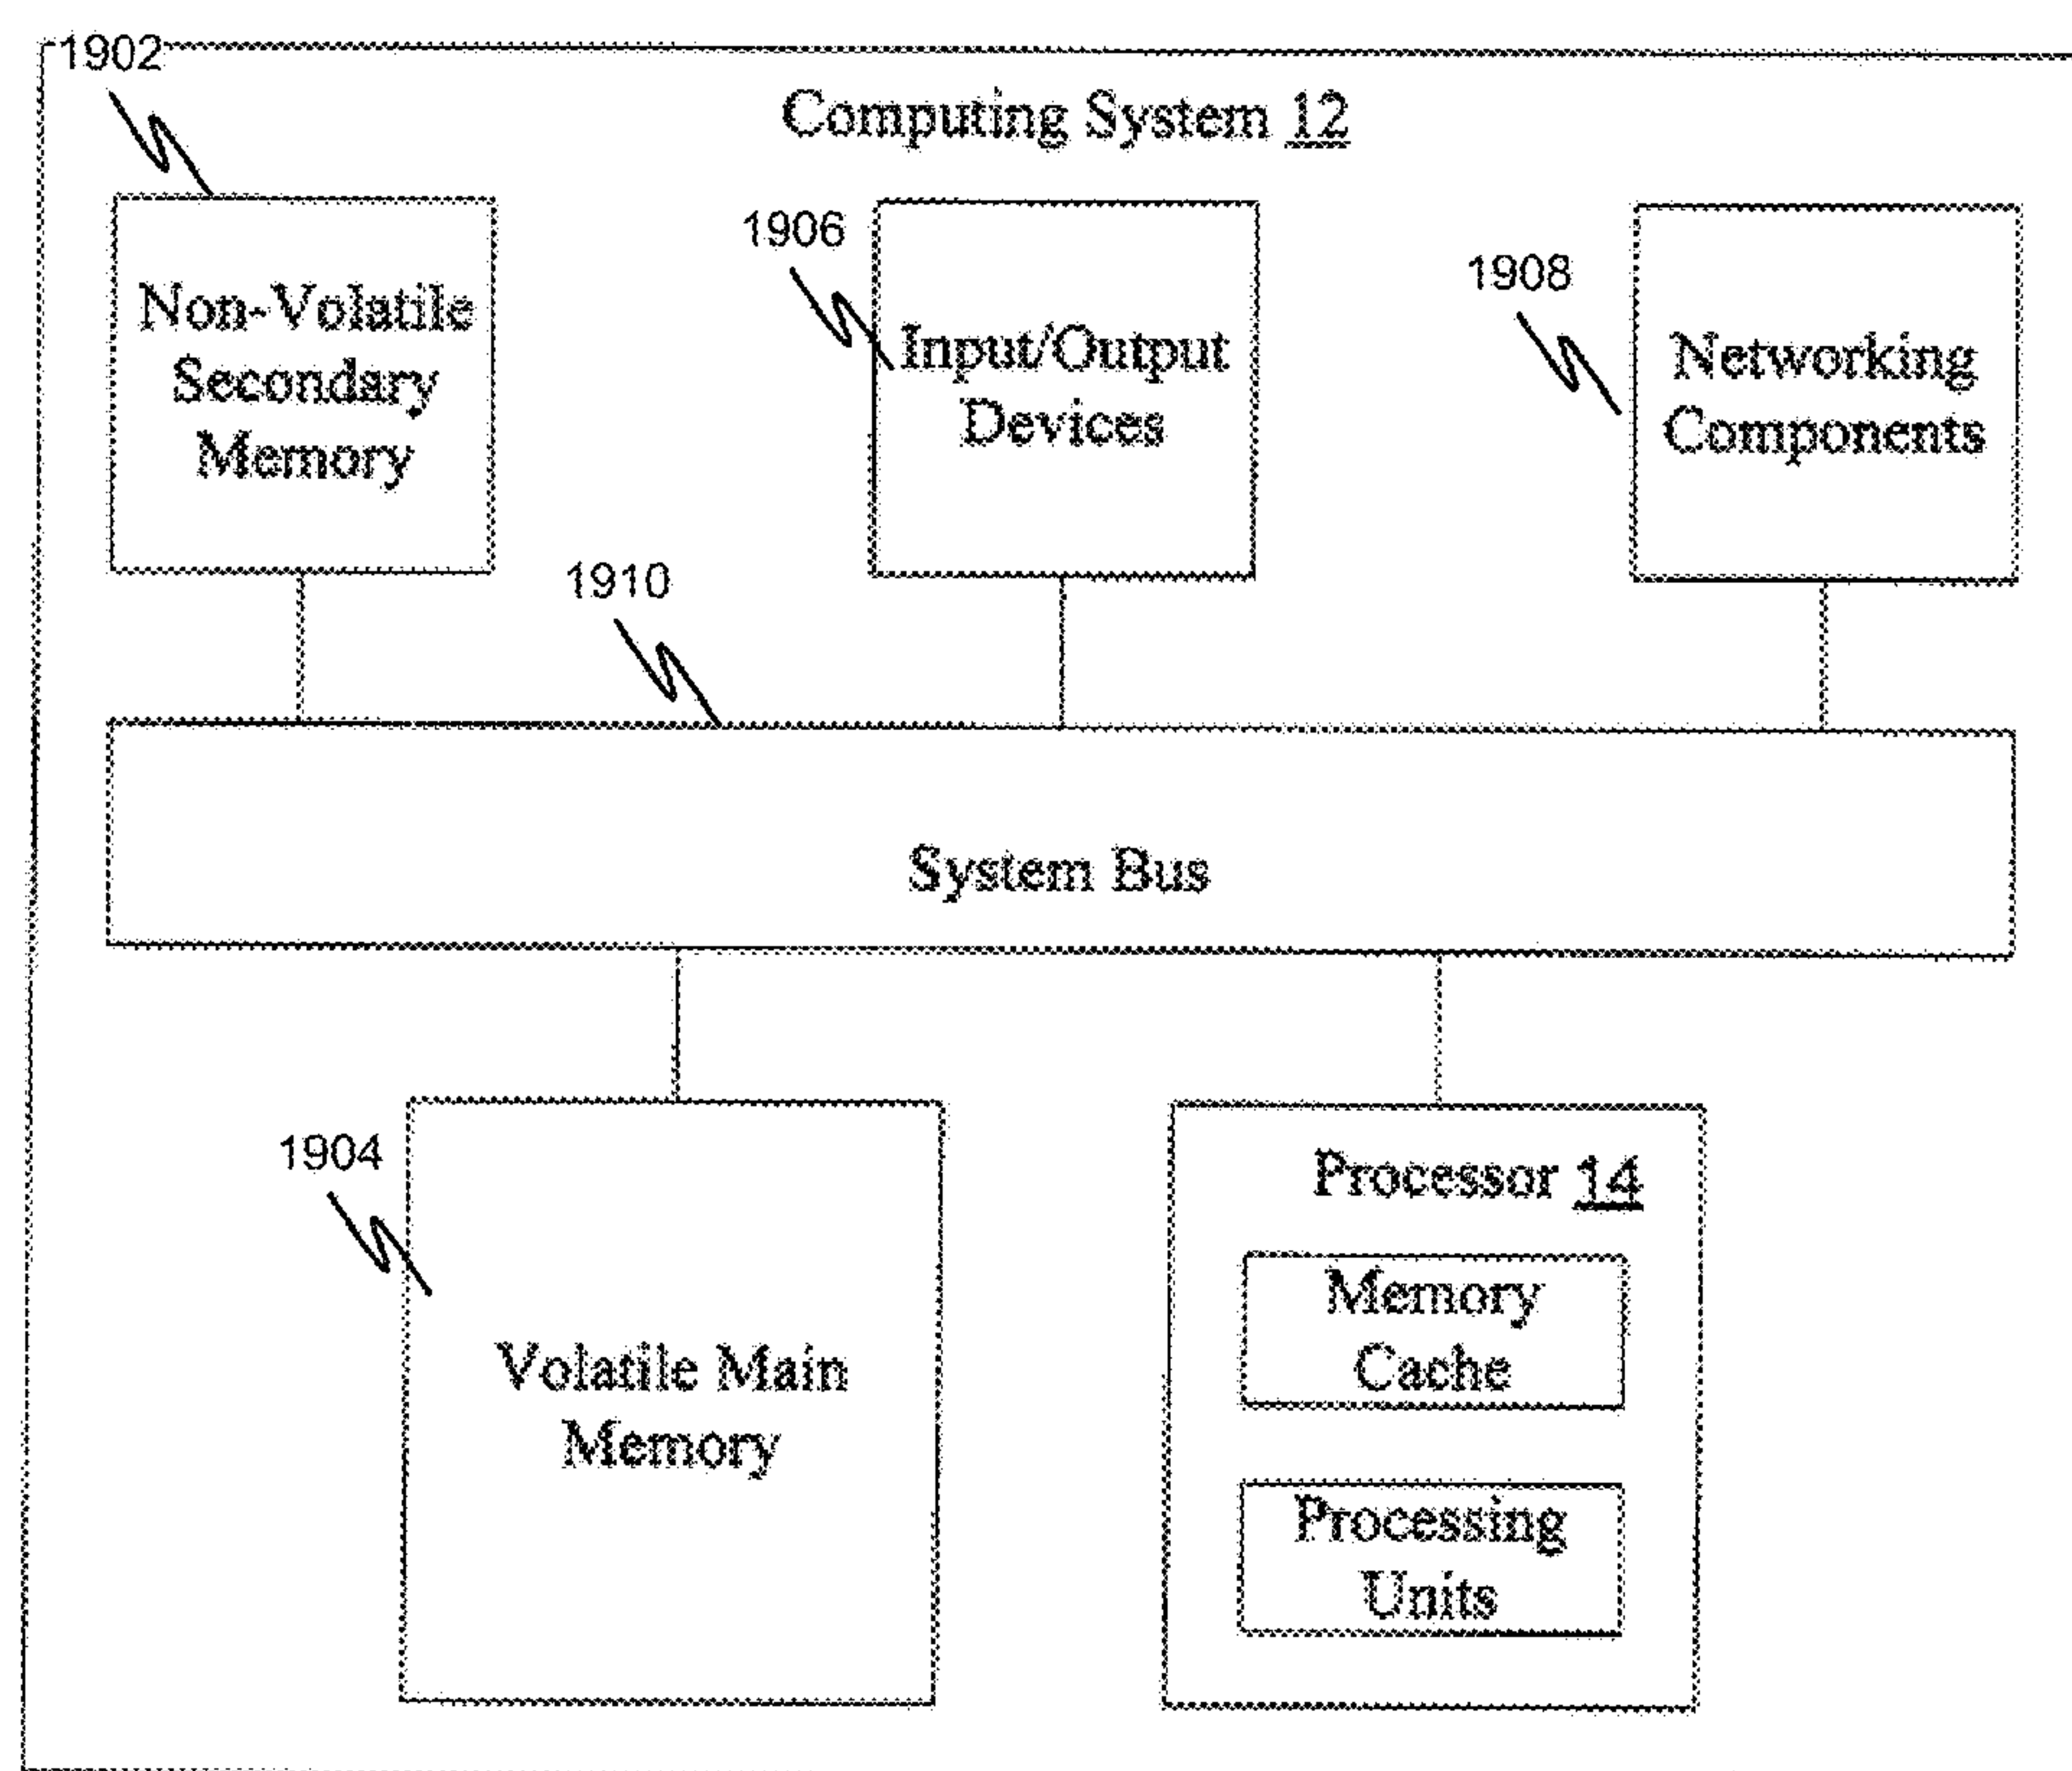 1902
Computing System 12
Non-Volatile
Secondary
Memory
1906
Input/Output
Devices
1908
Networking
Components
1910
System Bus
1904
Volatile Main
Memory
Processor 14
Memory
Cache
Processing
Units